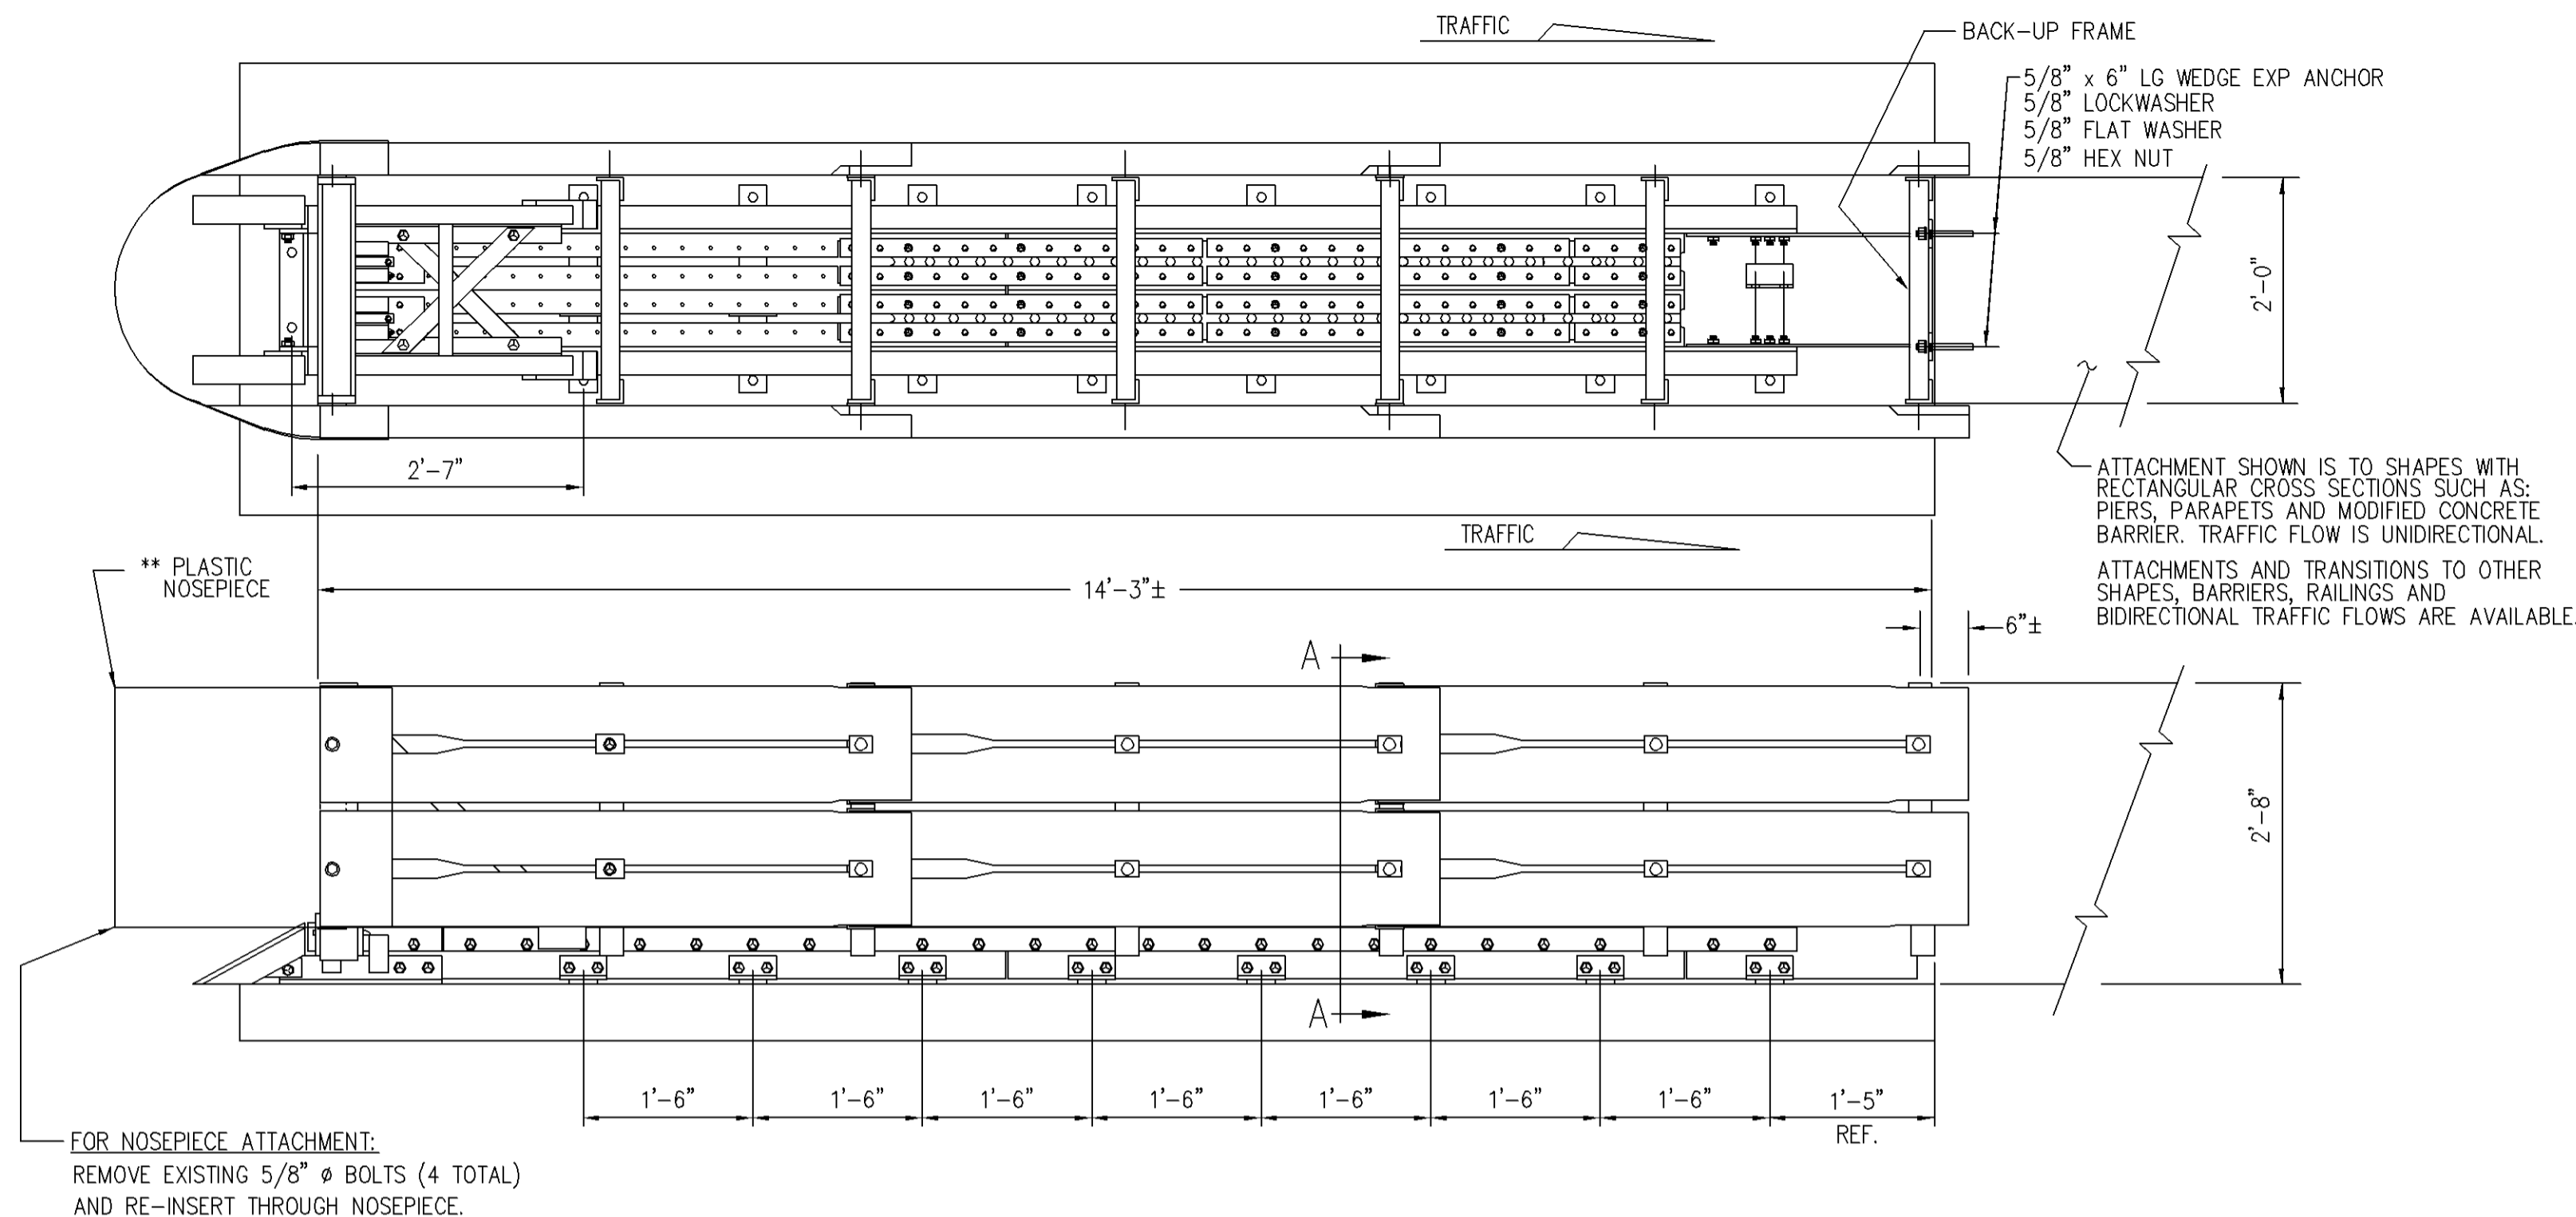 TRAFFIC
BACK-UP FRAME
5/8" x 6" LG WEDGE EXP ANCHOR
5/8" LOCKWASHER
5/8" FLAT WASHER
5/8" HEX NUT
2'-0"
2'-7"
ATTACHMENT SHOWN IS TO SHAPES WITH
RECTANGULAR CROSS SECTIONS SUCH AS:
PIERS, PARAPETS AND MODIFIED CONCRETE
BARRIER. TRAFFIC FLOW IS UNIDIRECTIONAL.
ATTACHMENTS AND TRANSITIONS TO OTHER
SHAPES, BARRIERS, RAILINGS AND
BIDIRECTIONAL TRAFFIC FLOWS ARE AVAILABLE.
TRAFFIC
** PLASTIC
NOSEPIECE
14'-3"±
6"±
A
2'-8"
A
1'-6"
1'-6"
1'-6"
1'-6"
1'-6"
1'-6"
1'-6"
1'-5"
REF.
FOR NOSEPIECE ATTACHMENT:
REMOVE EXISTING 5/8" ø BOLTS (4 TOTAL)
AND RE-INSERT THROUGH NOSEPIECE.